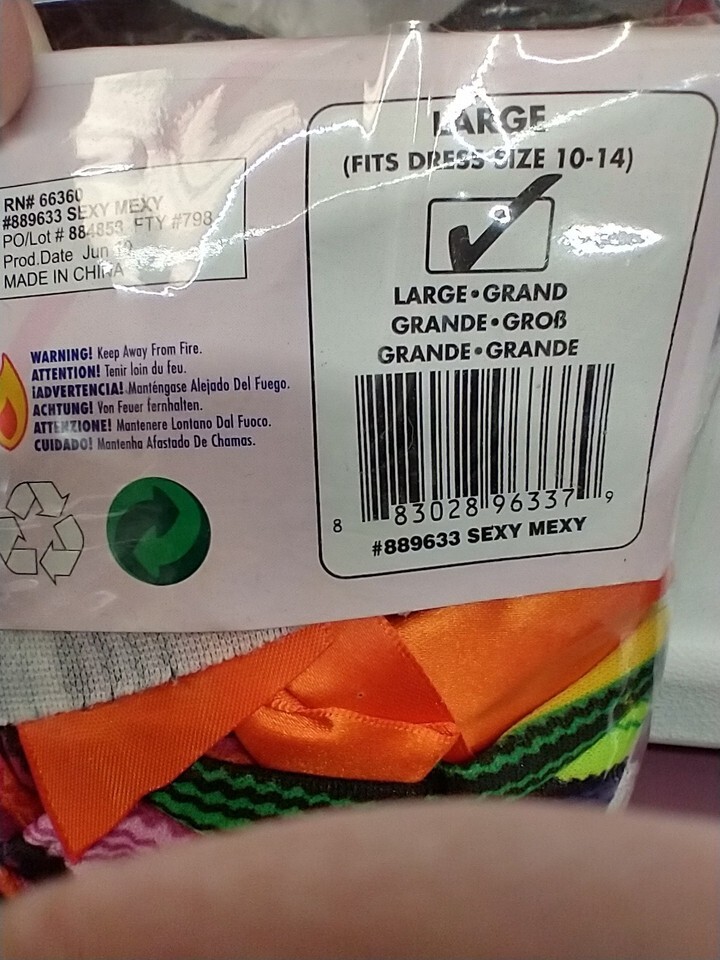 RN# 66360
#889633 SEXY MEXY
PO/Lot # 884853 FTY #798
Prod.Date Jun 19
MADE IN CHINA
WARNING! Keep Away From Fire.
ATTENTION! Tenir loin du feu.
¡ADVERTENCIA! Manténgase Alejado Del Fuego.
ACHTUNG! Von Feuer fernhalten.
ATTENZIONE! Mantenere Lontano Dal Fuoco.
CUIDADO! Mantenha Afastado De Chamas.
LARGE
(FITS DRESS SIZE 10-14)
LARGE•GRAND
GRANDE•GROß
GRANDE•GRANDE
8 83028 96337 9
#889633 SEXY MEXY